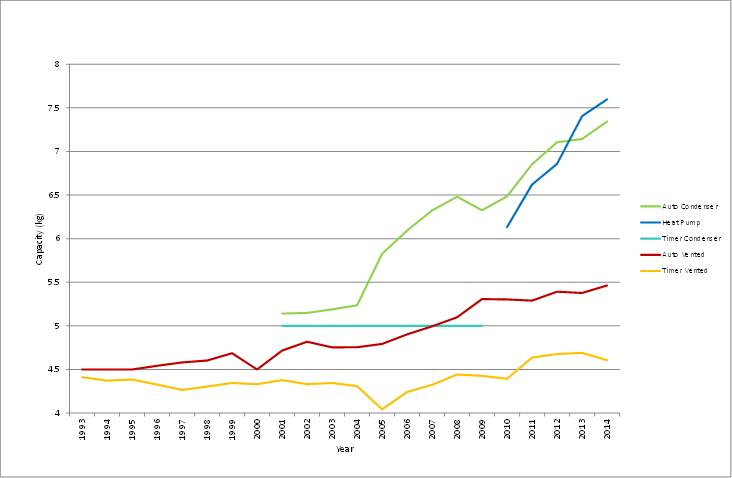 8
7.5
7
6.5
6
5.5
5
4.5
4
Capacity (kg)
1993 1994 1995 1996 1997 1998 1999 2000 2001 2002 2003 2004 2005 2006 2007 2008 2009 2010 2011 2012 2013 2014
Year
Auto Condenser
Heat Pump
Timer Condenser
Auto Vented
Timer Vented